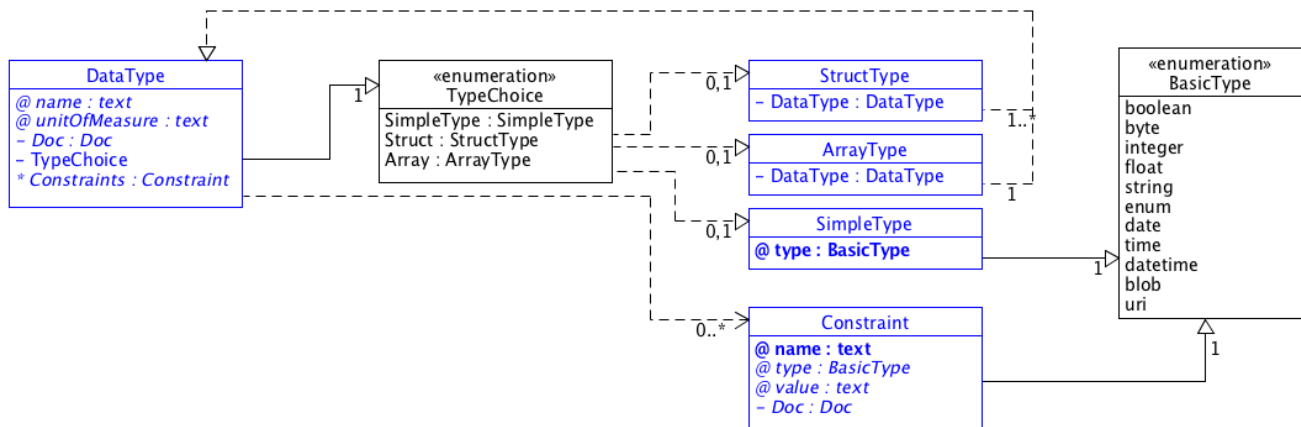 DataType
@ name : text
@ unitOfMeasure : text
– Doc : Doc
– TypeChoice
* Constraints : Constraint
1
«enumeration»
TypeChoice
SimpleType : SimpleType
Struct : StructType
Array : ArrayType
0,1
StructType
– DataType : DataType
1..*
0,1
ArrayType
– DataType : DataType
1
0,1
SimpleType
@ type : BasicType
1
0..*
Constraint
@ name : text
@ type : BasicType
@ value : text
– Doc : Doc
1
«enumeration»
BasicType
boolean
byte
integer
float
string
enum
date
time
datetime
blob
uri